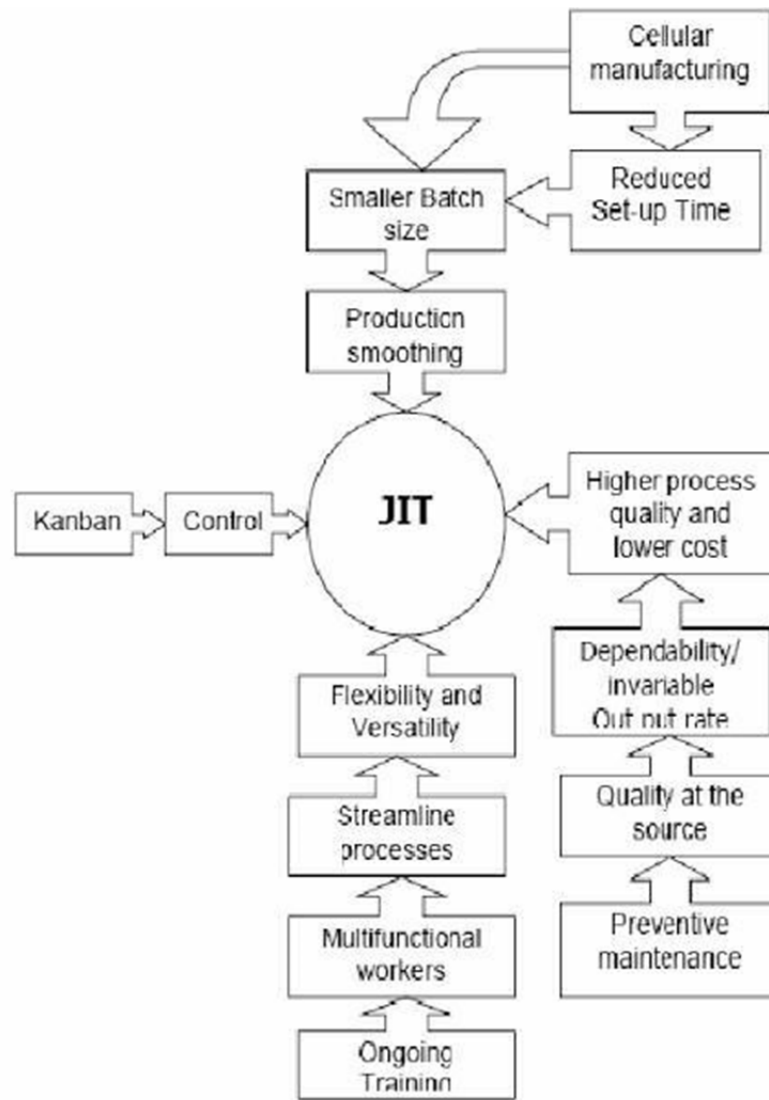 Cellular
manufacturing
Reduced
Set-up Time
Smaller Batch
size
Production
smoothing
JIT
Kanban
Control
Higher process
quality and
lower cost
Dependability/
invariable
Out put rate
Flexibility and
Versatility
Quality at the
source
Streamline
processes
Preventive
maintenance
Multifunctional
workers
Ongoing
Training